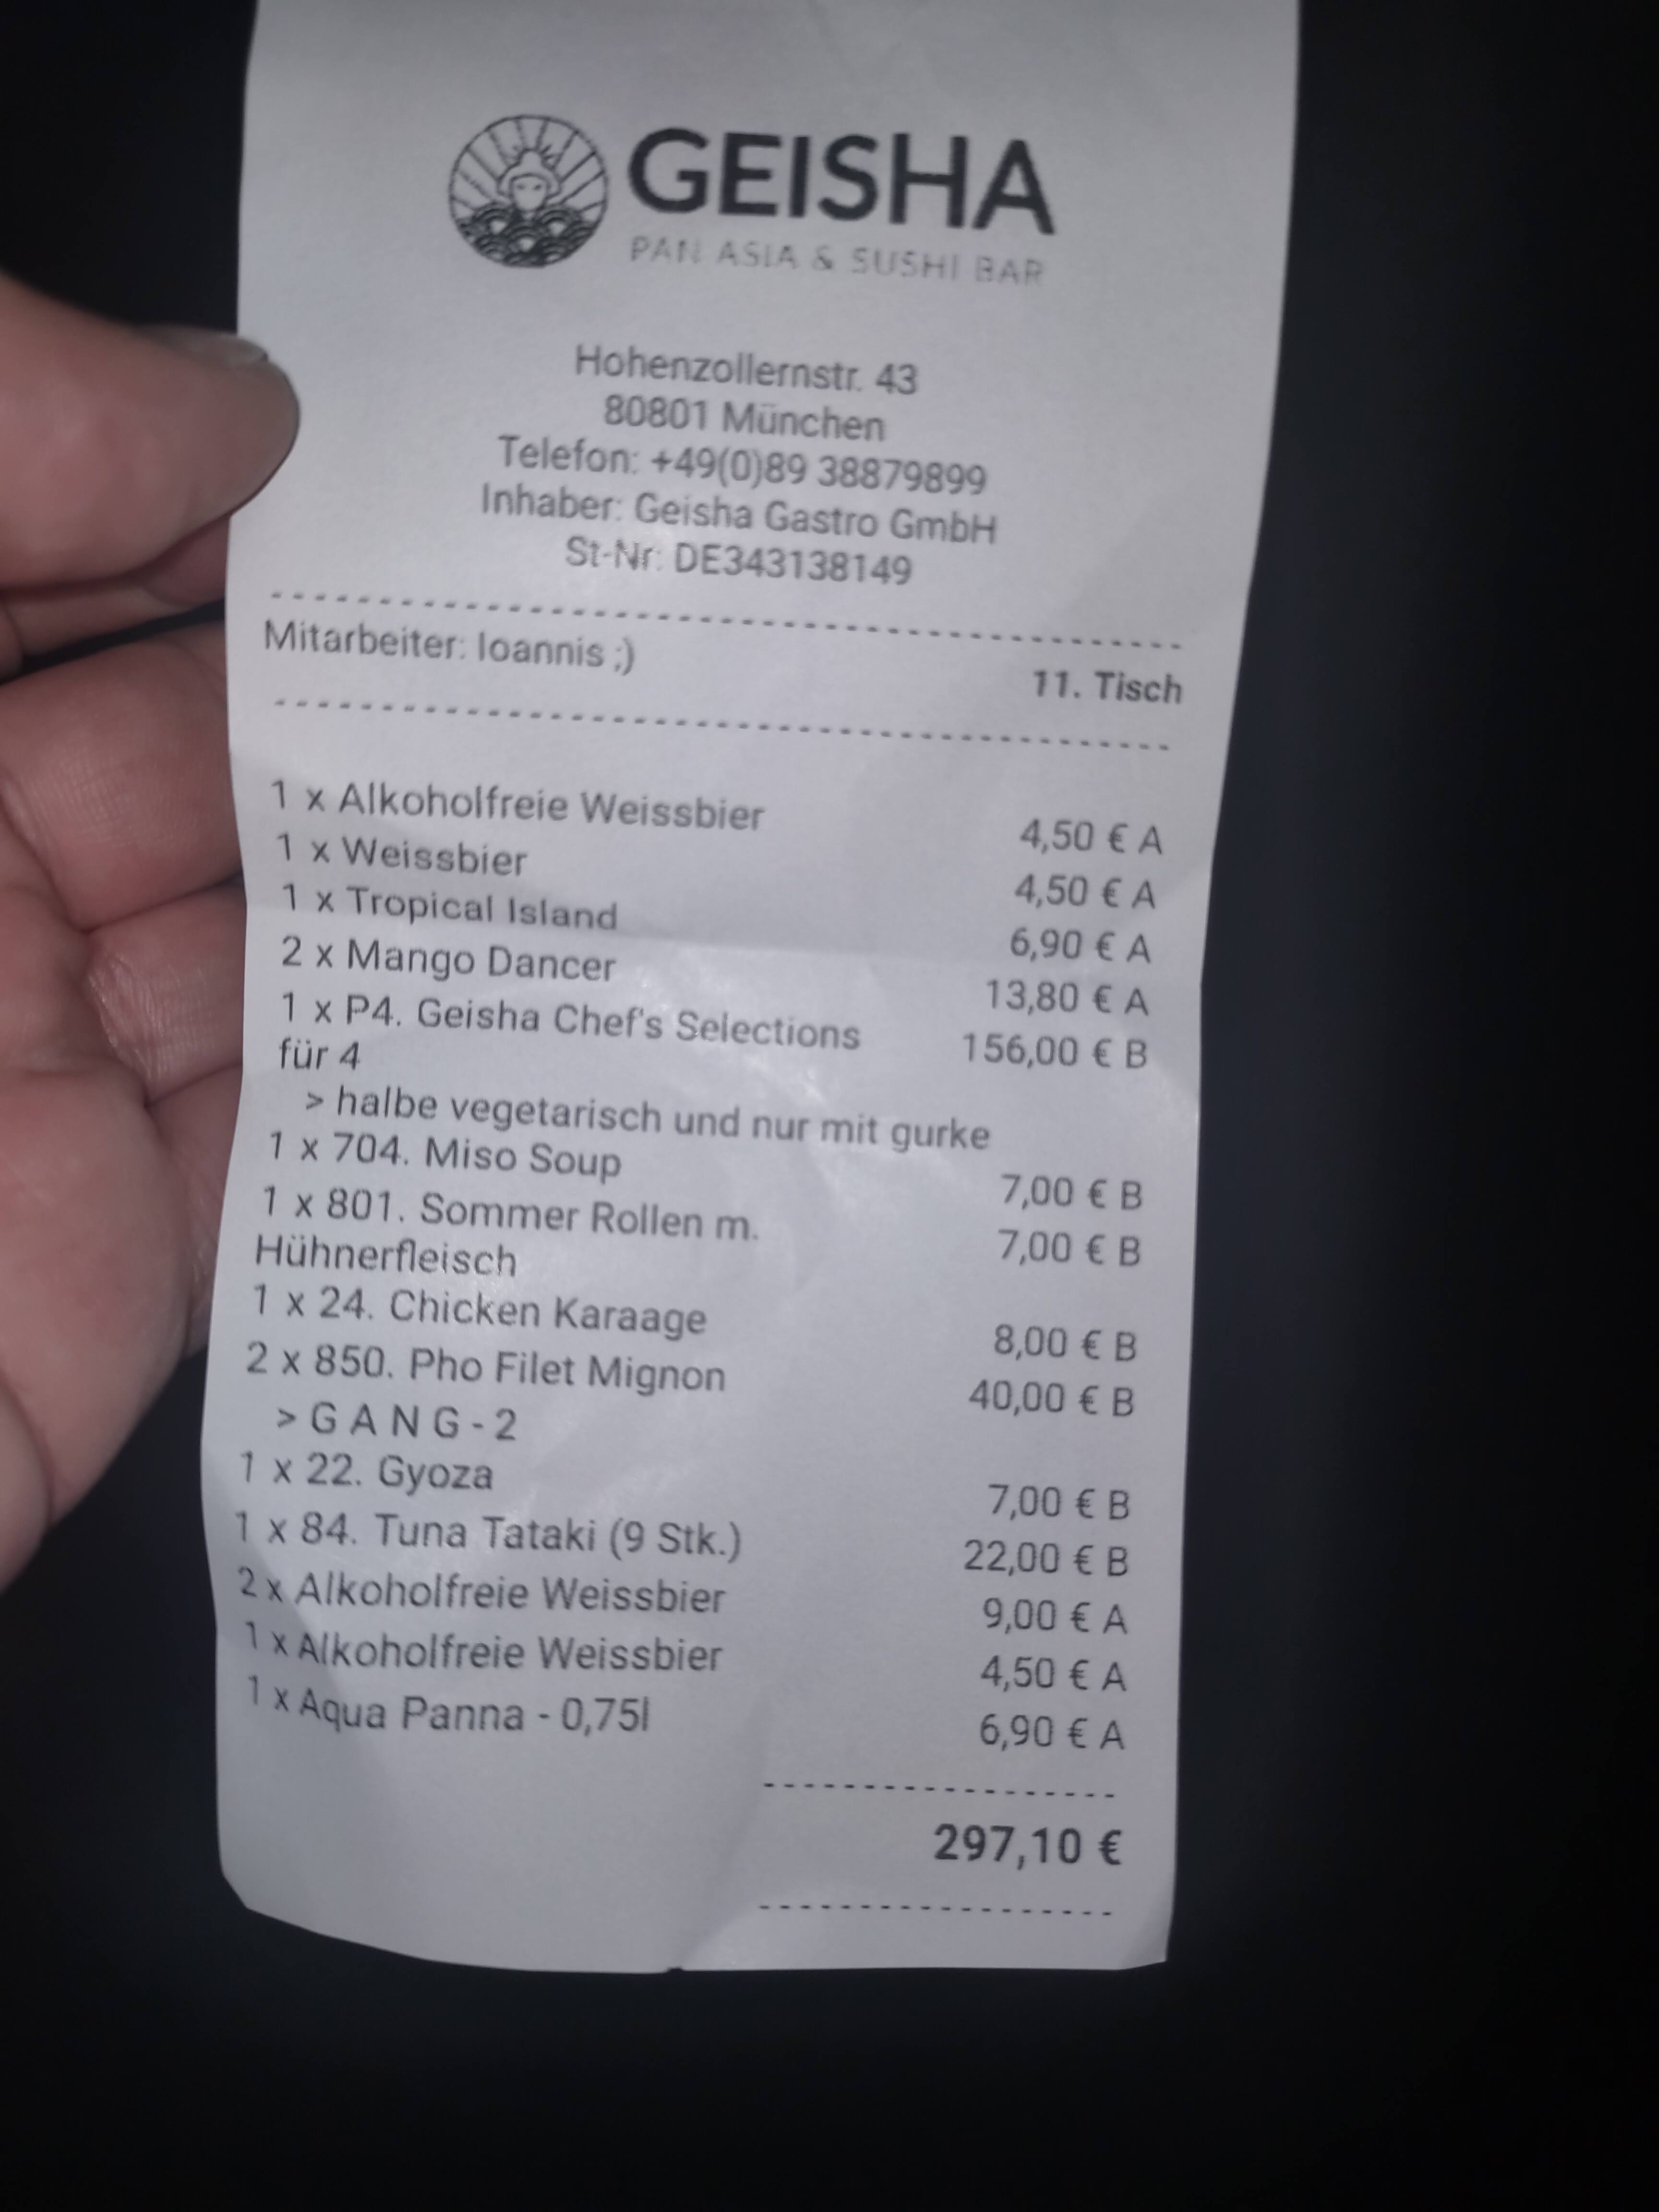 GEISHA
PAN ASIA & SUSHI BAR
Hohenzollernstr. 43
80801 München
Telefon: +49(0)89 38879899
Inhaber: Geisha Gastro GmbH
St-Nr: DE343138149
Mitarbeiter: Ioannis ;) 11. Tisch
1 x Alkoholfreie Weissbier 4,50 € A
1 x Weissbier 4,50 € A
1 x Tropical Island 6,90 € A
2 x Mango Dancer 13,80 € A
1 x P4. Geisha Chef's Selections 156,00 € B
für 4
> halbe vegetarisch und nur mit gurke
1 x 704. Miso Soup 7,00 € B
1 x 801. Sommer Rollen m. 7,00 € B
Hühnerfleisch
1 x 24. Chicken Karaage 8,00 € B
2 x 850. Pho Filet Mignon 40,00 € B
> G A N G - 2
1 x 22. Gyoza 7,00 € B
1 x 84. Tuna Tataki (9 Stk.) 22,00 € B
2 x Alkoholfreie Weissbier 9,00 € A
1 x Alkoholfreie Weissbier 4,50 € A
1 x Aqua Panna - 0,75l 6,90 € A
297,10 €